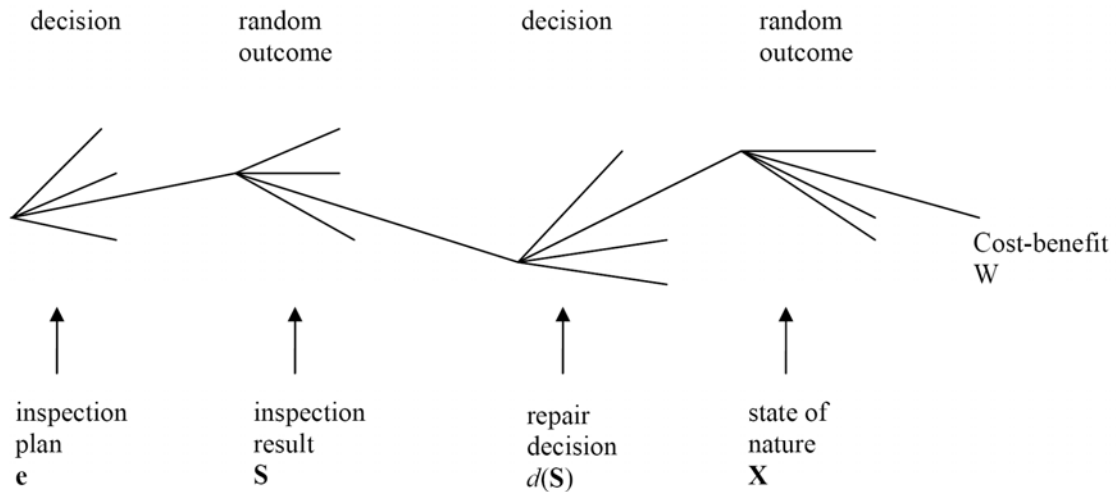 decision
random
outcome
decision
random
outcome
Cost-benefit
W
inspection
plan
e
inspection
result
S
repair
decision
d(S)
state of
nature
X